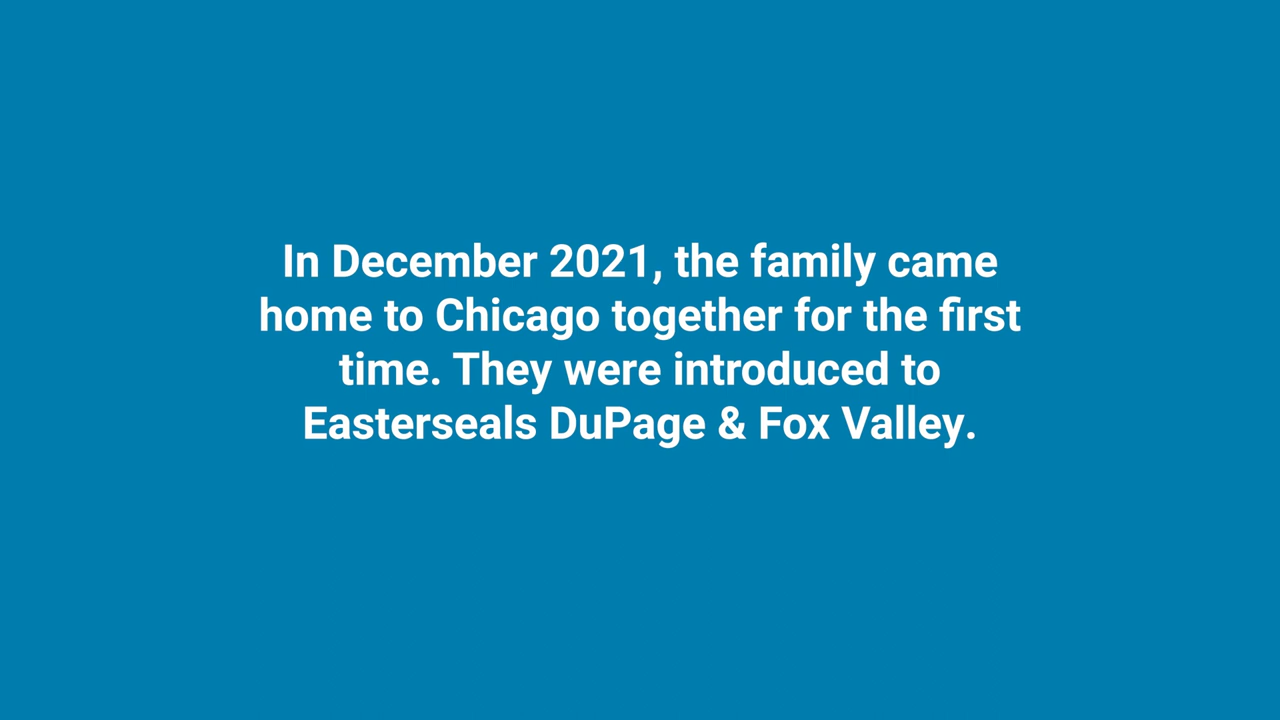 In December 2021, the family came
home to Chicago together for the first
time. They were introduced to
Easterseals DuPage & Fox Valley.